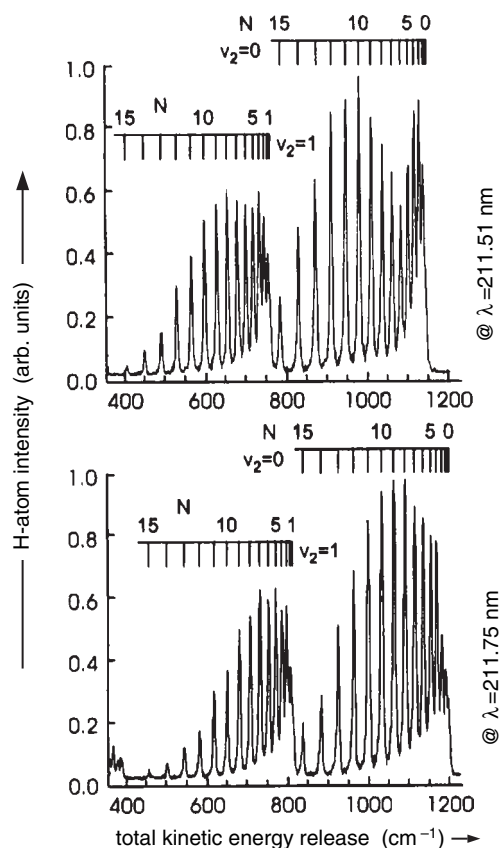 N 15 10 5 0
v₂=0
1.0
15 N 10 5 1
v₂=1
0.8
0.6
0.4
0.2
0.0
400 600 800 1000 1200
@ λ=211.51 nm
H-atom intensity (arb. units)
N
15 10 5 0
v₂=0
1.0
15 N 10 5 1
v₂=1
0.8
0.6
0.4
0.2
0.0
400 600 800 1000 1200
@ λ=211.75 nm
total kinetic energy release (cm⁻¹)